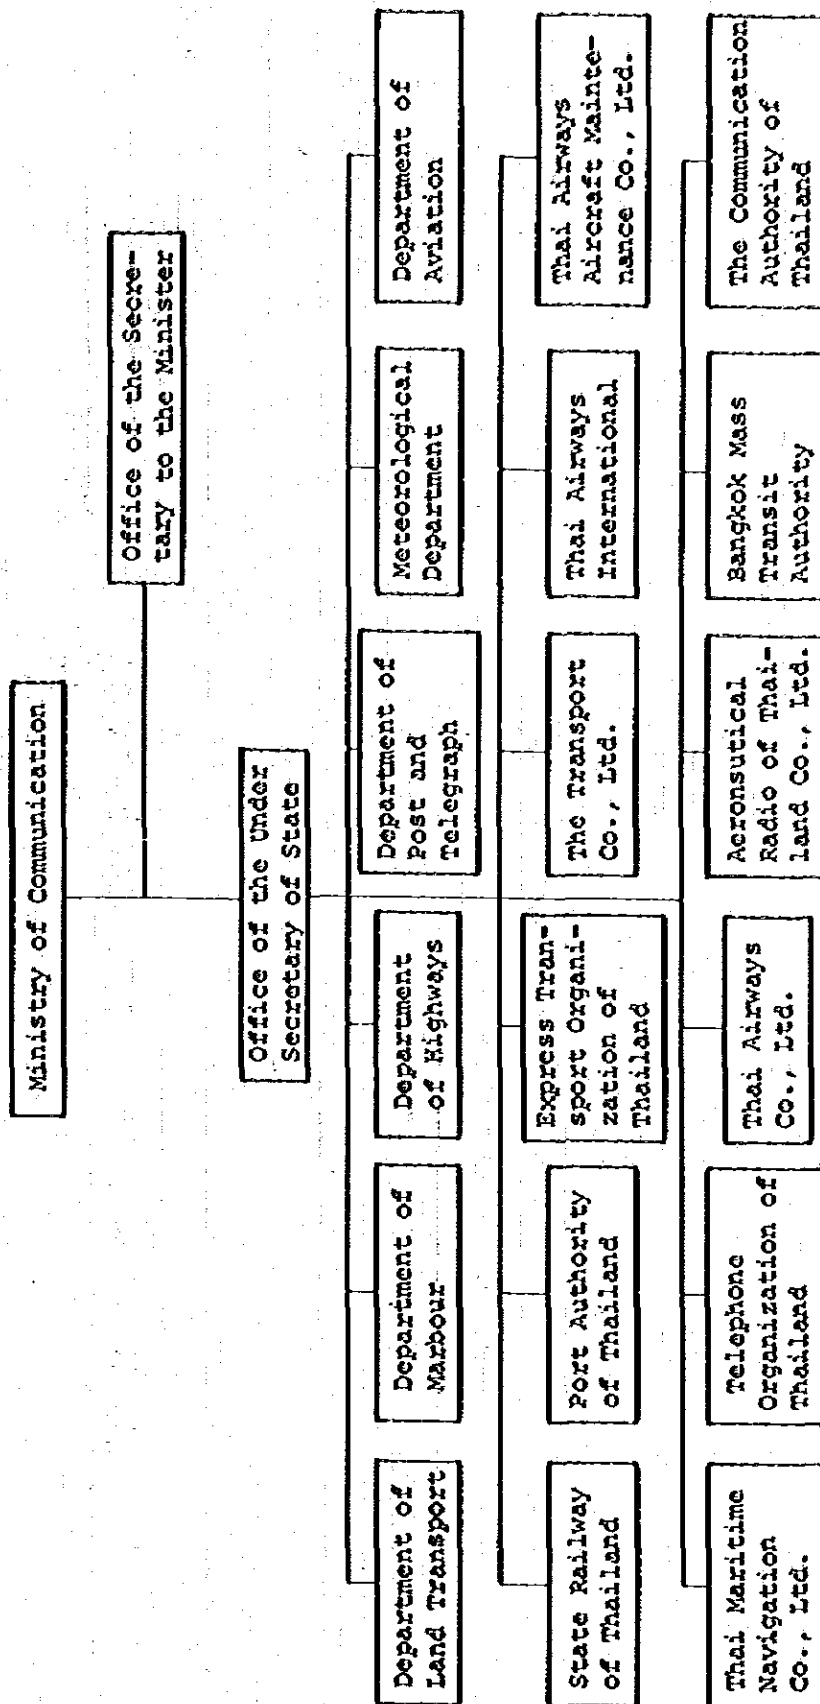 Ministry of Communication
Office of the Secre-
tary to the Minister
Office of the Under
Secretary of State
Department of
Land Transport
Department of
Marbour
Department
of Highways
Department of
Post and
Telegraph
Meteorological
Department
Department of
Aviation
State Railway
of Thailand
Port Authority
of Thailand
Express Tran-
sport Organi-
zation of
Thailand
The Transport
Co., Ltd.
Thai Airways
International
Thai Airways
Aircraft Mainte-
nance Co., Ltd.
Thai Maritime
Navigation
Co., Ltd.
Telephone
Organization of
Thailand
Thai Airways
Co., Ltd.
Acronsutical
Radio of Thai-
land Co., Ltd.
Bangkok Mass
Transit
Authority
The Communication
Authority of
Thailand